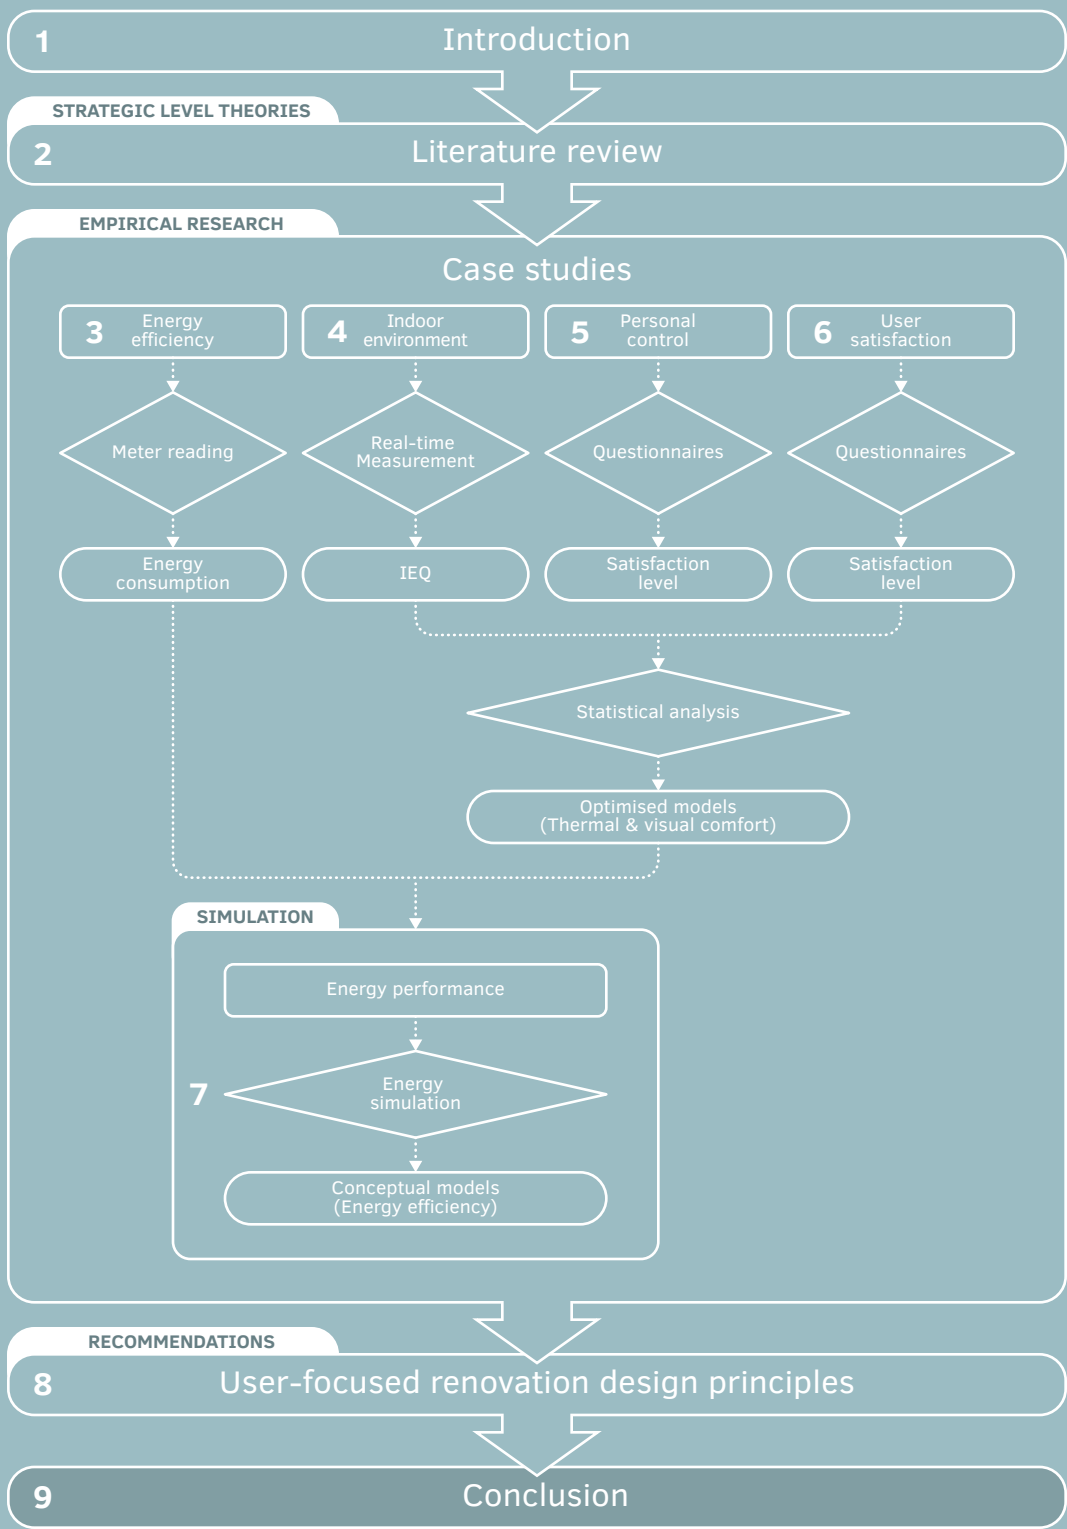 1
Introduction
STRATEGIC LEVEL THEORIES
2
Literature review
EMPIRICAL RESEARCH
Case studies
3
Energy
efficiency
4
Indoor
environment
5
Personal
control
6
User
satisfaction
Meter reading
Real-time
Measurement
Questionnaires
Questionnaires
Energy
consumption
IEQ
Satisfaction
level
Satisfaction
level
Statistical analysis
Optimised models
(Thermal & visual comfort)
SIMULATION
Energy performance
7
Energy
simulation
Conceptual models
(Energy efficiency)
RECOMMENDATIONS
8
User-focused renovation design principles
9
Conclusion